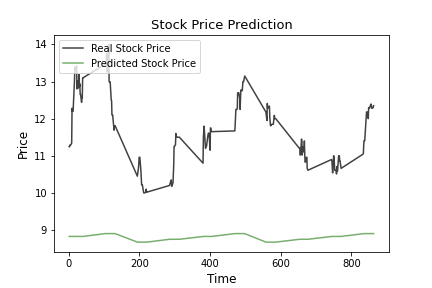 Stock Price Prediction
Real Stock Price
Predicted Stock Price
Price
14
13
12
11
10
9
0 200 400 600 800
Time